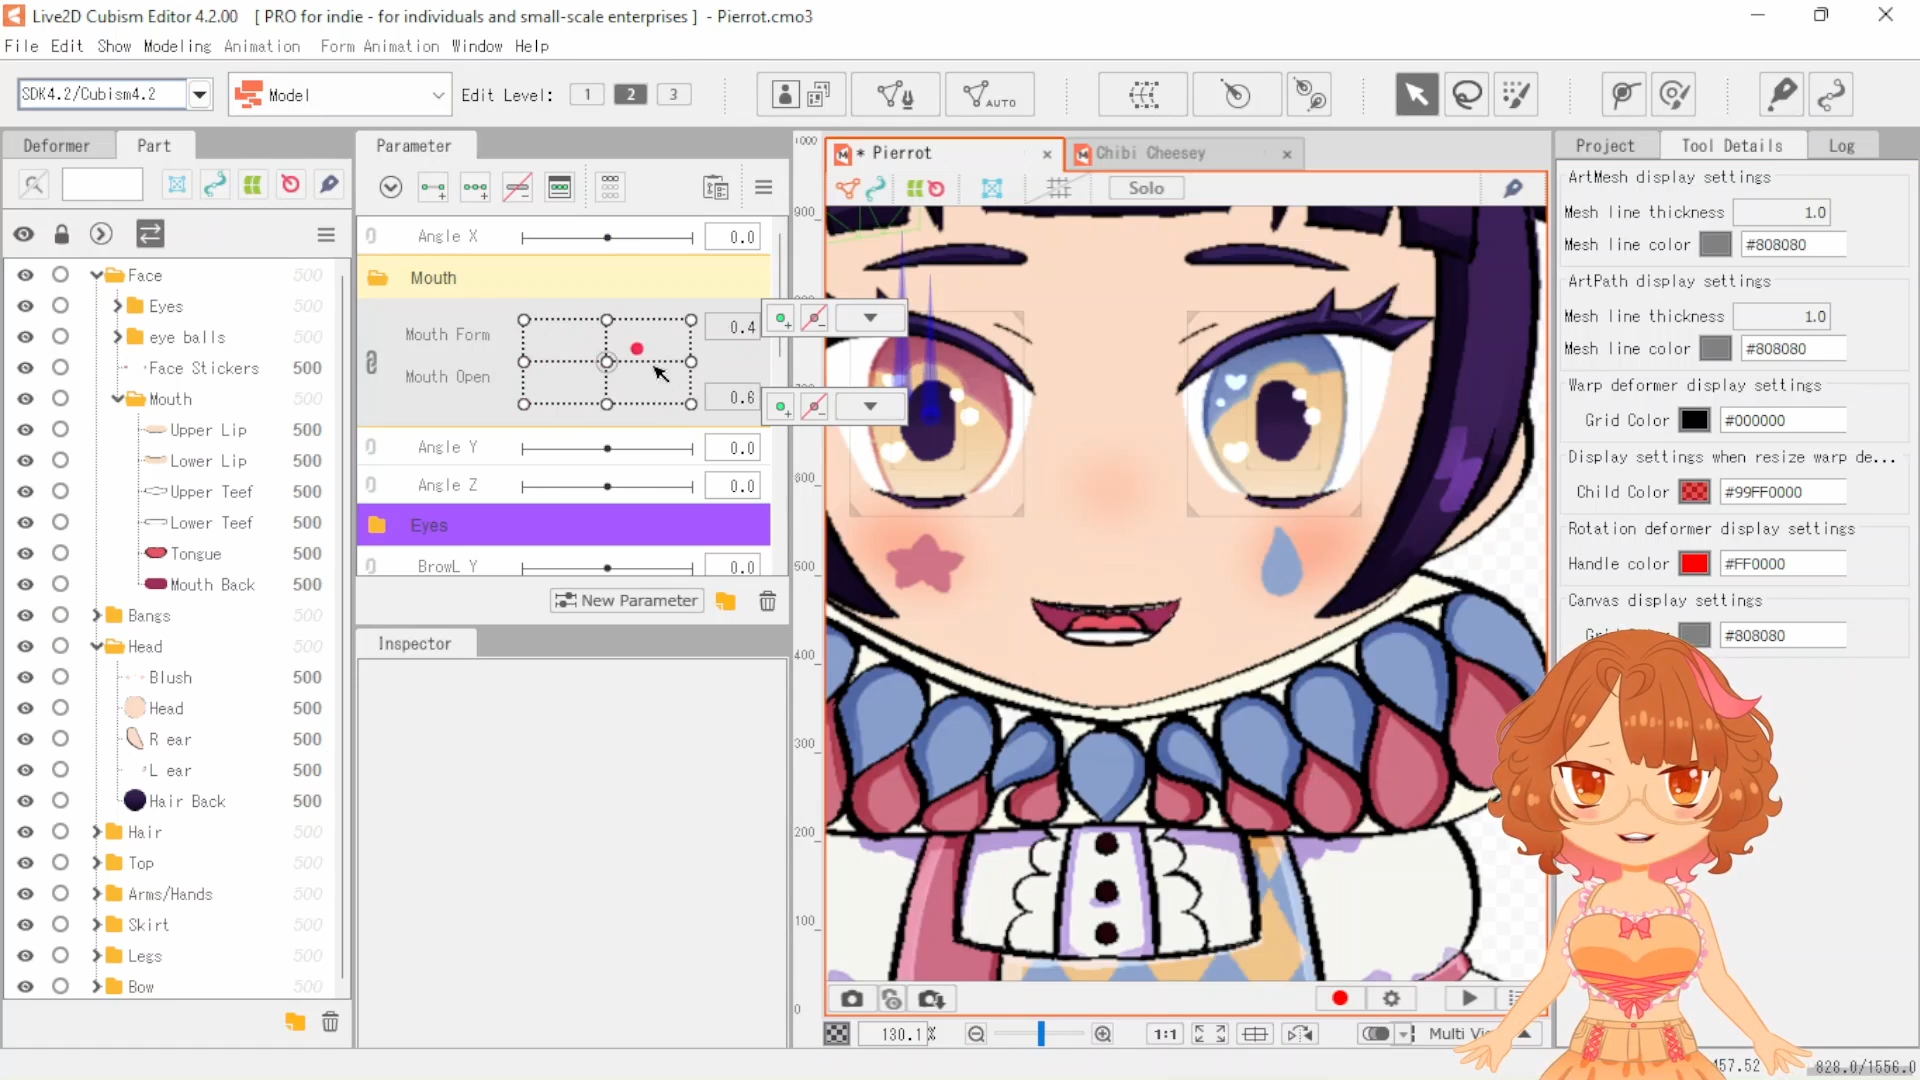 Live2D Cubism Editor 4.2.00 [ PRO for indie - for individuals and small-scale enterprises ] - Pierrot.cmo3
File Edit Show Modeling Animation Form Animation Window Help
SDK4.2/Cubism4.2
Model
Edit Level: 1 2 3
AUTO
Deformer
Part
Face 500
Eyes 500
eye balls 500
Face Stickers 500
Mouth 500
Upper Lip 500
Lower Lip 500
Upper Teef 500
Lower Teef 500
Tongue 500
Mouth Back 500
Bangs 500
Head 500
Blush 500
Head 500
R ear 500
L ear 500
Hair Back 500
Hair 500
Top 500
Arms/Hands 500
Skirt 500
Legs 500
Bow 500
Parameter
Angle X 0.0
Mouth
Mouth Form 0.4
Mouth Open 0.6
Angle Y 0.0
Angle Z 0.0
Eyes
BrowL Y 0.0
New Parameter
Inspector
1000
900
800
600
500
400
300
200
100
0
* Pierrot
Chibi Cheesey
Solo
130.1%
1:1
Project
Tool Details
Log
ArtMesh display settings
Mesh line thickness 1.0
Mesh line color #808080
ArtPath display settings
Mesh line thickness 1.0
Mesh line color #808080
Warp deformer display settings
Grid Color #000000
Display settings when resize warp de...
Child Color #99FF0000
Rotation deformer display settings
Handle color #FF0000
Canvas display settings
#808080
457.52
828.0/1556.0